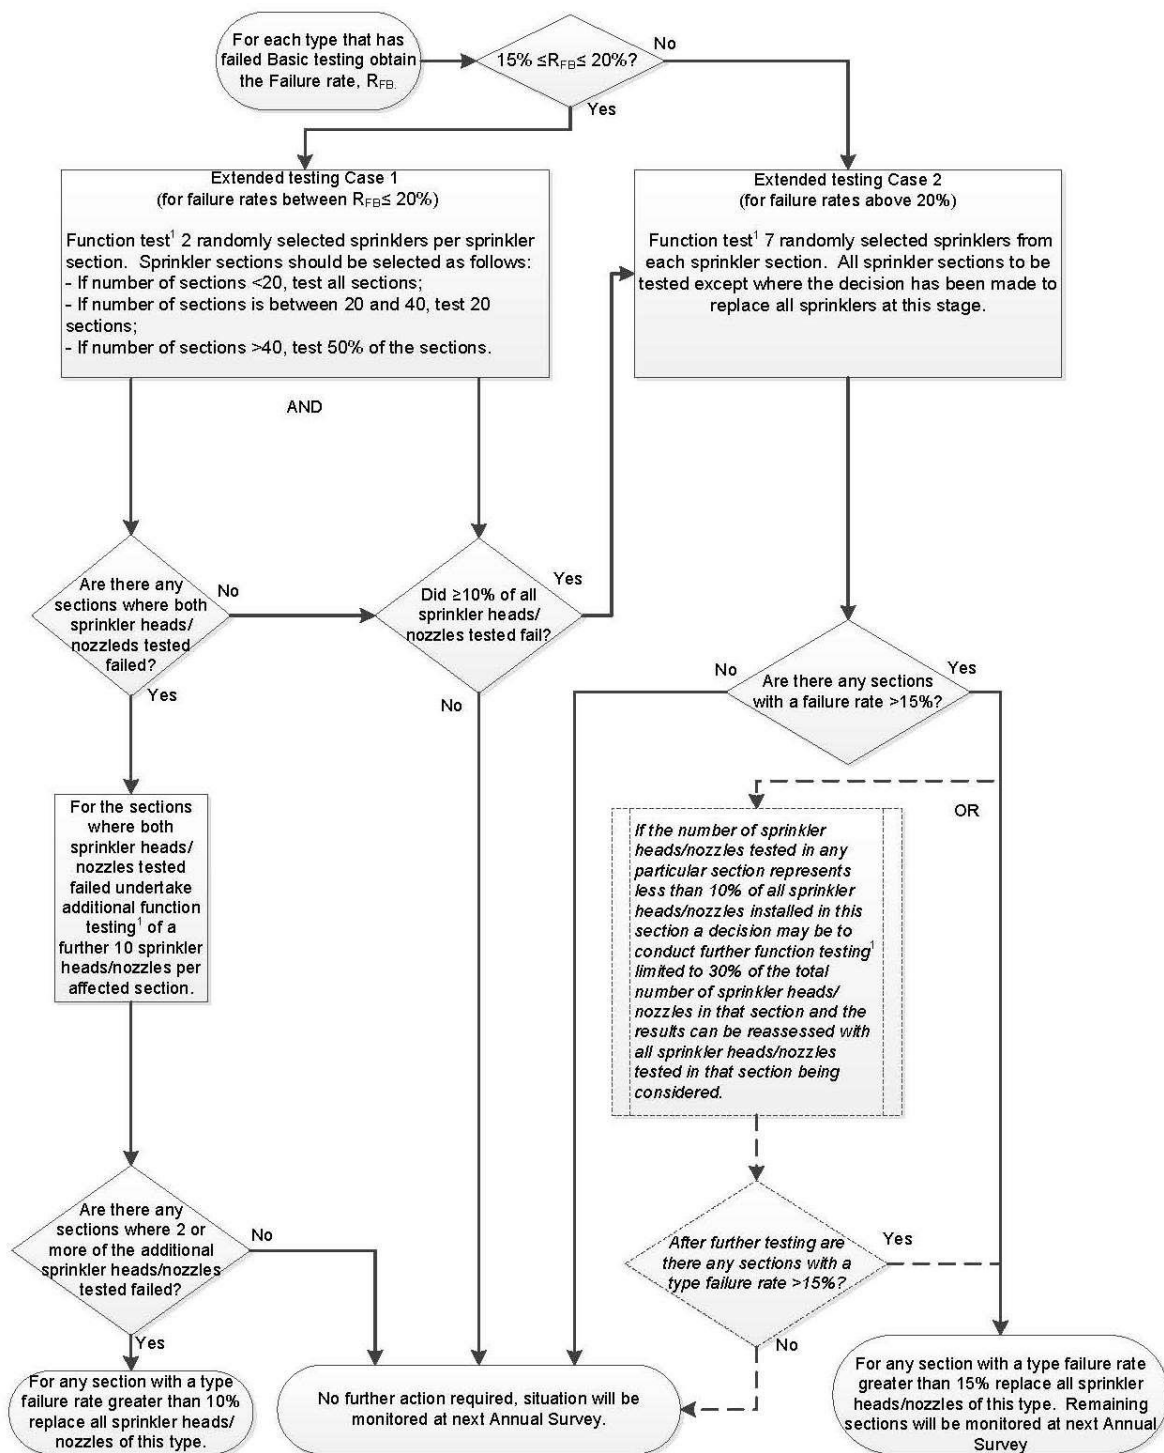 For each type that has
failed Basic testing obtain
the Failure rate, RFB.
15% ≤RFB≤ 20%?
No
Yes
Extended testing Case 1
(for failure rates between RFB≤ 20%)
Function test1 2 randomly selected sprinklers per sprinkler
section. Sprinkler sections should be selected as follows:
- If number of sections <20, test all sections;
- If number of sections is between 20 and 40, test 20
sections;
- If number of sections >40, test 50% of the sections.
Extended testing Case 2
(for failure rates above 20%)
Function test1 7 randomly selected sprinklers from
each sprinkler section. All sprinkler sections to be
tested except where the decision has been made to
replace all sprinklers at this stage.
AND
Are there any
sections where both
sprinkler heads/
nozzleds tested
failed?
No
Yes
Did ≥10% of all
sprinkler heads/
nozzles tested fail?
Yes
No
Are there any sections
with a failure rate >15%?
No
Yes
For the sections
where both
sprinkler heads/
nozzles tested
failed undertake
additional function
testing1 of a
further 10 sprinkler
heads/nozzles per
affected section.
OR
If the number of sprinkler
heads/nozzles tested in any
particular section represents
less than 10% of all sprinkler
heads/nozzles installed in this
section a decision may be to
conduct further function testing1
limited to 30% of the total
number of sprinkler heads/
nozzles in that section and the
results can be reassessed with
all sprinkler heads/nozzles
tested in that section being
considered.
Are there any
sections where 2 or
more of the additional
sprinkler heads/nozzles
tested failed?
No
Yes
After further testing are
there any sections with a
type failure rate >15%?
Yes
No
For any section with a type
failure rate greater than 10%
replace all sprinkler heads/
nozzles of this type.
No further action required, situation will be
monitored at next Annual Survey.
For any section with a type failure rate
greater than 15% replace all sprinkler
heads/nozzles of this type. Remaining
sections will be monitored at next Annual
Survey